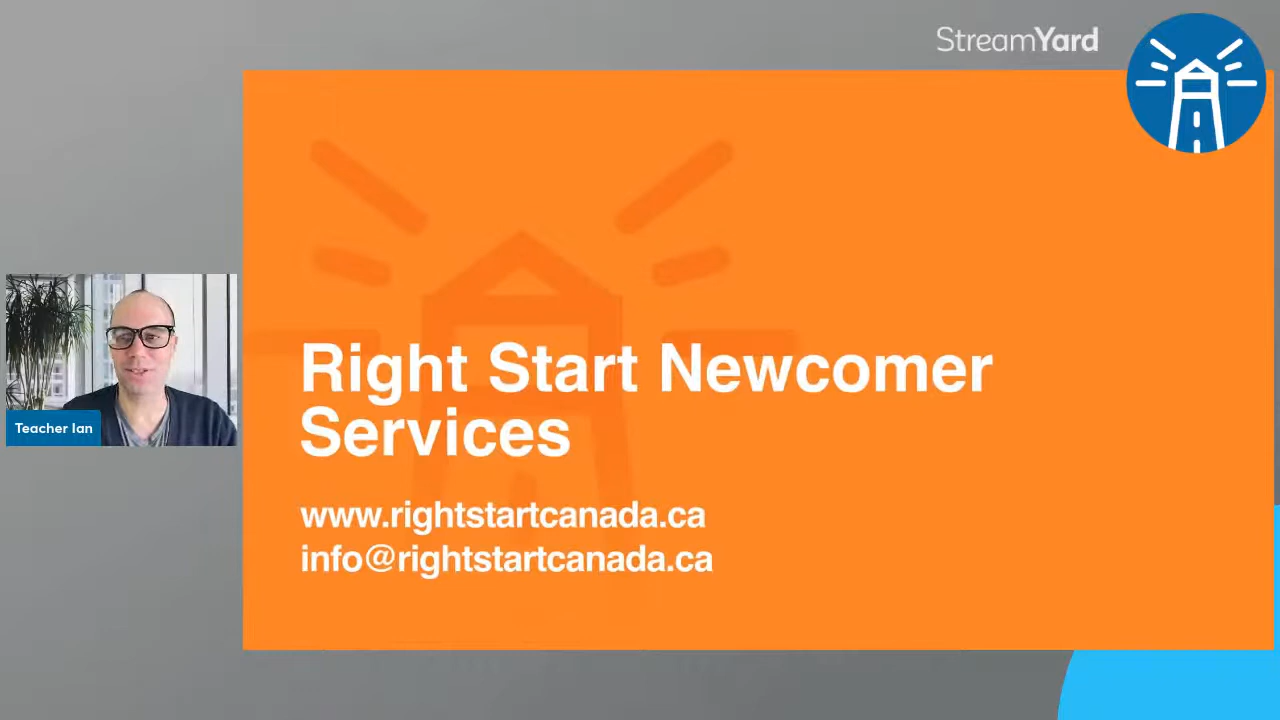 StreamYard
Right Start Newcomer
Services
www.rightstartcanada.ca
info@rightstartcanada.ca
Teacher Ian